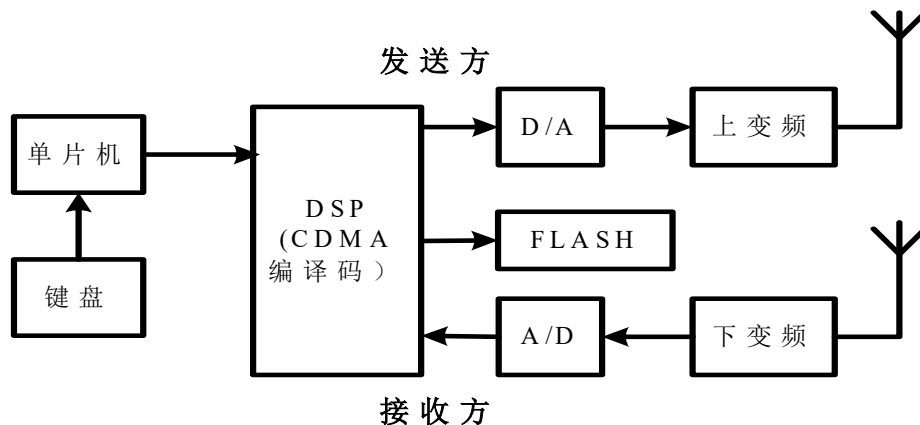 发送方
D/A
上变频
单片机
DSP
(CDMA
编译码）
FLASH
键盘
A/D
下变频
接收方